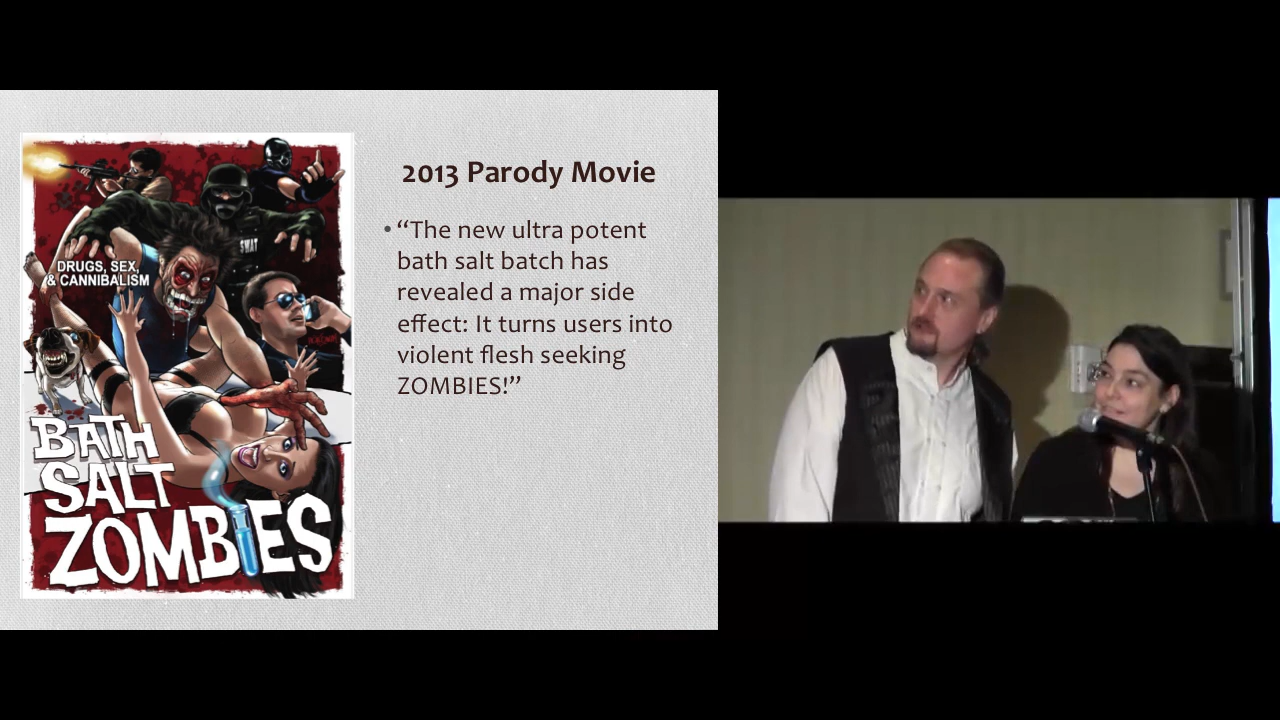 2013 Parody Movie
• “The new ultra potent
bath salt batch has
revealed a major side
effect: It turns users into
violent flesh seeking
ZOMBIES!”
SWAT
DRUGS, SEX,
& CANNIBALISM
BATH
SALT
ZOMBIES